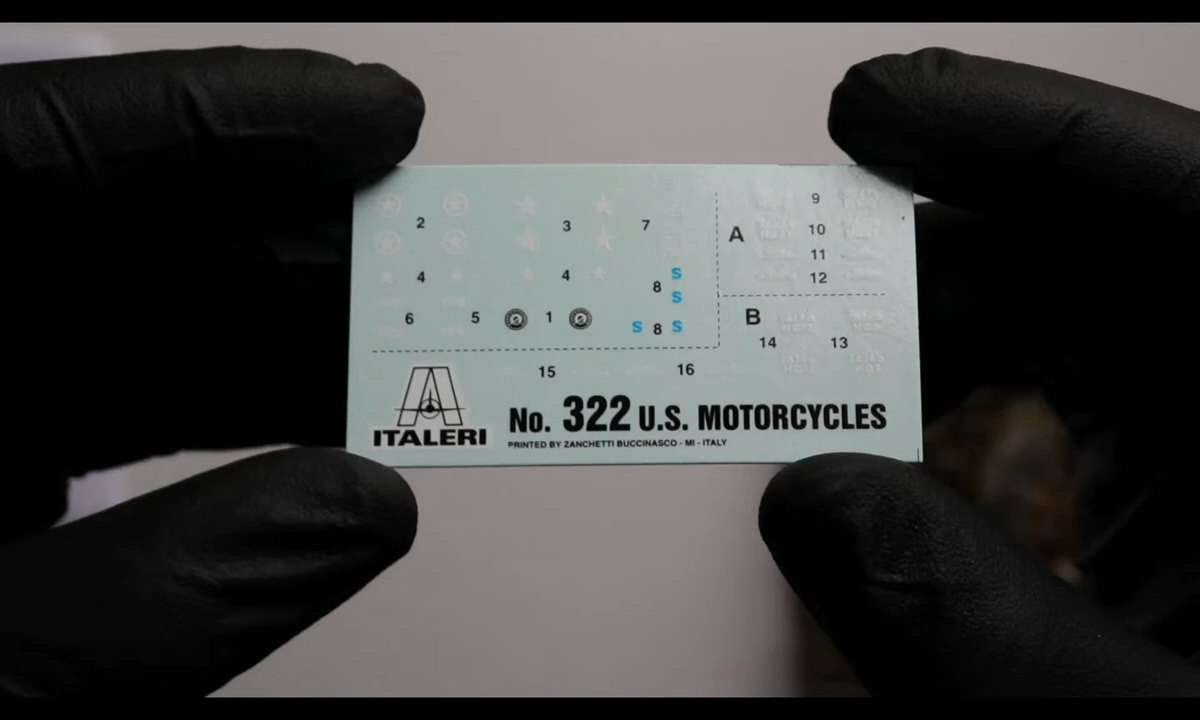 9
2 3 7 A 10
11
4 4 8 S 12
S
6 5 1 S 8 S B
14 13
15 16
ITALERI
No. 322 U.S. MOTORCYCLES
PRINTED BY ZANCHETTI BUCCINASCO - MI - ITALY